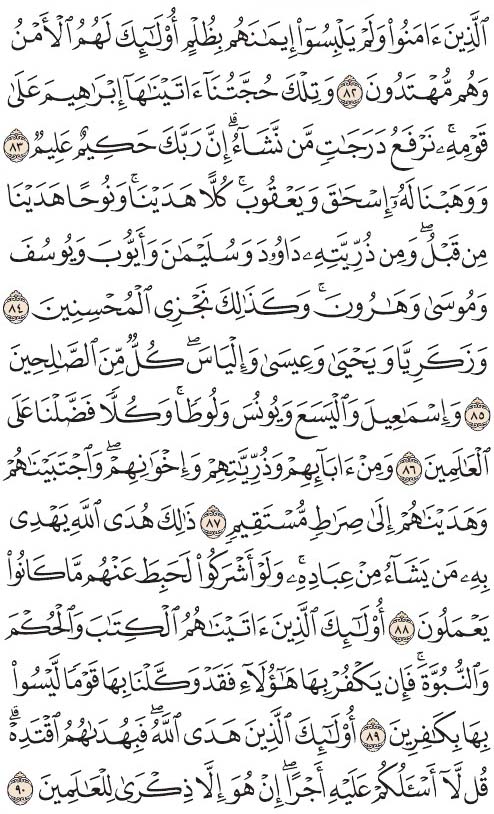 ٱلَّذِينَ ءَامَنُوا۟ وَلَمْ يَلْبِسُوٓا۟ إِيمَـٰنَهُم بِظُلْمٍ أُو۟لَـٰٓئِكَ لَهُمُ ٱلْأَمْنُ
وَهُم مُّهْتَدُونَ ٨٢ وَتِلْكَ حُجَّتُنَآ ءَاتَيْنَـٰهَآ إِبْرَٰهِيمَ عَلَىٰ
قَوْمِهِۦۚ نَرْفَعُ دَرَجَـٰتٍ مَّن نَّشَآءُۗ إِنَّ رَبَّكَ حَكِيمٌ عَلِيمٌ ٨٣
وَوَهَبْنَا لَهُۥٓ إِسْحَـٰقَ وَيَعْقُوبَۚ كُلًّا هَدَيْنَاۚ وَنُوحًا هَدَيْنَا
مِن قَبْلُۖ وَمِن ذُرِّيَّتِهِۦ دَاوُۥدَ وَسُلَيْمَـٰنَ وَأَيُّوبَ وَيُوسُفَ
وَمُوسَىٰ وَهَـٰرُونَۚ وَكَذَٰلِكَ نَجْزِى ٱلْمُحْسِنِينَ ٨٤
وَزَكَرِيَّا وَيَحْيَىٰ وَعِيسَىٰ وَإِلْيَاسَۖ كُلٌّ مِّنَ ٱلصَّـٰلِحِينَ
٨٥ وَإِسْمَـٰعِيلَ وَٱلْيَسَعَ وَيُونُسَ وَلُوطًاۚ وَكُلًّا فَضَّلْنَا عَلَى
ٱلْعَـٰلَمِينَ ٨٦ وَمِنْ ءَابَآئِهِمْ وَذُرِّيَّـٰتِهِمْ وَإِخْوَٰنِهِمْۖ وَٱجْتَبَيْنَـٰهُمْ
وَهَدَيْنَـٰهُمْ إِلَىٰ صِرَٰطٍ مُّسْتَقِيمٍ ٨٧ ذَٰلِكَ هُدَى ٱللَّهِ يَهْدِى
بِهِۦ مَن يَشَآءُ مِنْ عِبَادِهِۦۚ وَلَوْ أَشْرَكُوا۟ لَحَبِطَ عَنْهُم مَّا كَانُوا۟
يَعْمَلُونَ ٨٨ أُو۟لَـٰٓئِكَ ٱلَّذِينَ ءَاتَيْنَـٰهُمُ ٱلْكِتَـٰبَ وَٱلْحُكْمَ
وَٱلنُّبُوَّةَۚ فَإِن يَكْفُرْ بِهَا هَـٰٓؤُلَآءِ فَقَدْ وَكَّلْنَا بِهَا قَوْمًا لَّيْسُوا۟
بِهَا بِكَـٰفِرِينَ ٨٩ أُو۟لَـٰٓئِكَ ٱلَّذِينَ هَدَى ٱللَّهُۖ فَبِهُدَىٰهُمُ ٱقْتَدِهْۗ
قُل لَّآ أَسْـَٔلُكُمْ عَلَيْهِ أَجْرًاۖ إِنْ هُوَ إِلَّا ذِكْرَىٰ لِلْعَـٰلَمِينَ ٩٠